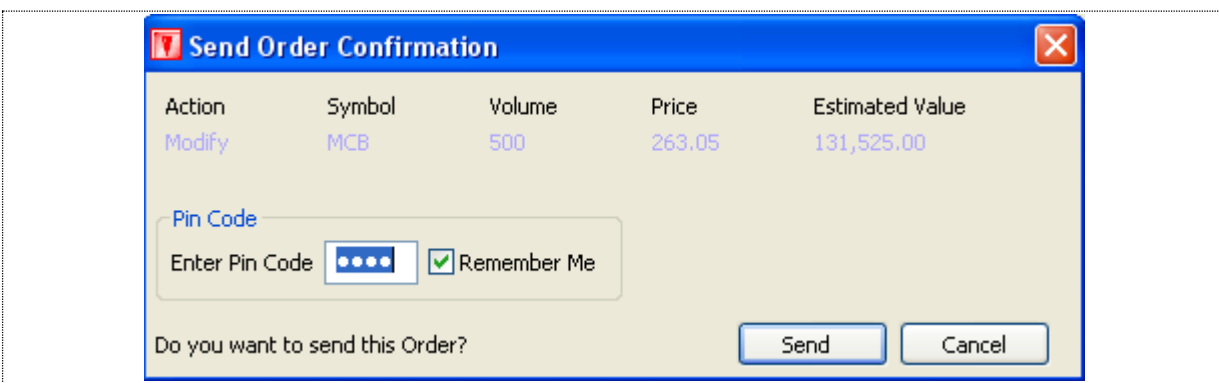 Send Order Confirmation
Action Symbol Volume Price Estimated Value
Modify MCB 500 263.05 131,525.00
Pin Code
Enter Pin Code •••• Remember Me
Do you want to send this Order? Send Cancel